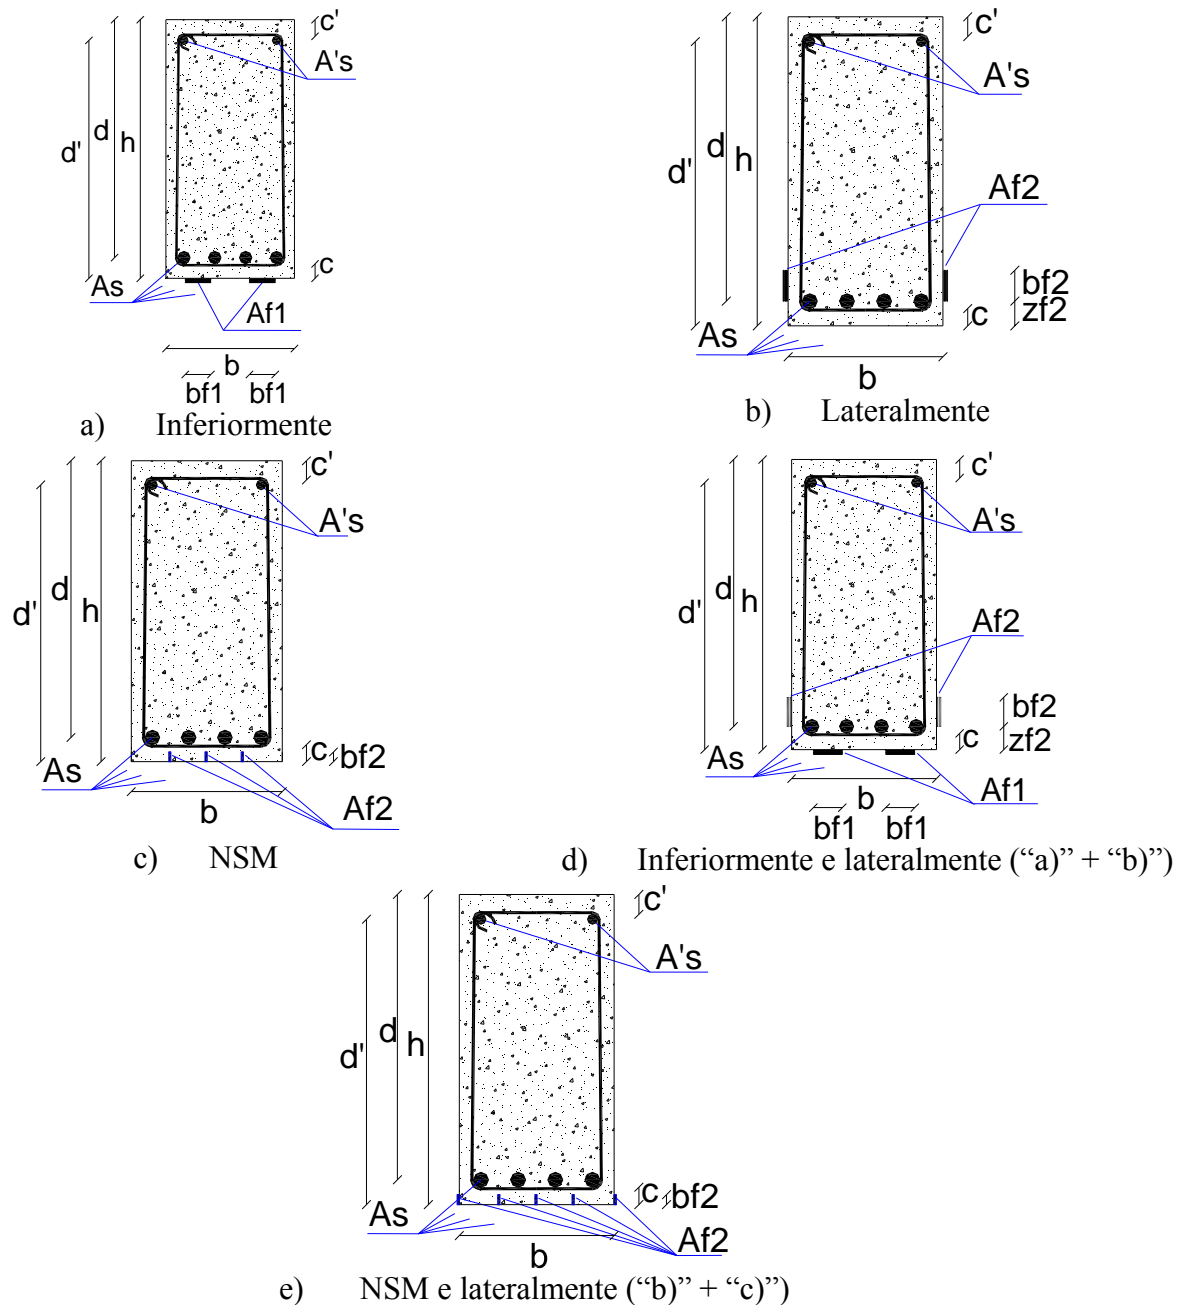 c'
A's
d'
d
h
c
As
Af1
b
bf1
bf1
a) Inferiormente
c'
A's
d'
d
h
Af2
bf2
zf2
c
As
b
b) Lateralmente
c'
A's
d'
d
h
c
bf2
As
b
Af2
c) NSM
c'
A's
d'
d
h
Af2
bf2
zf2
c
As
b
Af1
bf1
bf1
d) Inferiormente e lateralmente (“a)” + “b)”)
c'
A's
d'
d
h
c
bf2
As
b
Af2
e) NSM e lateralmente (“b)” + “c)”)